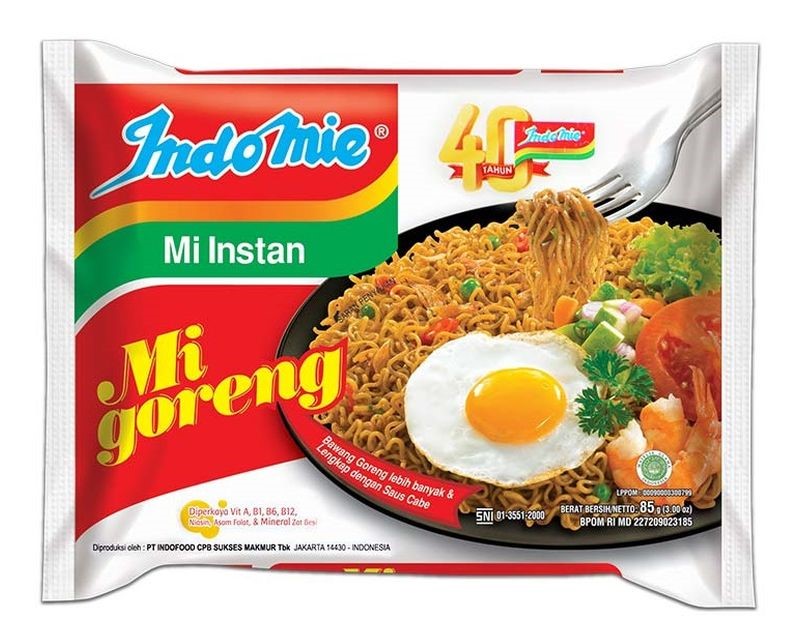 Indomie®
40
TAHUN
Indomie
Mi Instan
SARAN PENYAJIAN
Mi
goreng
Bawang Goreng lebih banyak &
Lengkap dengan Saus Cabe
Diperkaya Vit A, B1, B6, B12,
Niasin, Asam Folat, & Mineral Zat Besi
Diproduksi oleh : PT INDOFOOD CBP SUKSES MAKMUR Tbk JAKARTA 14430 - INDONESIA
LPPOM - 00090000300799
SNI 01-3551-2000
BERAT BERSIH/NETTO: 85 g (3.00 oz)
BPOM RI MD 227209023185